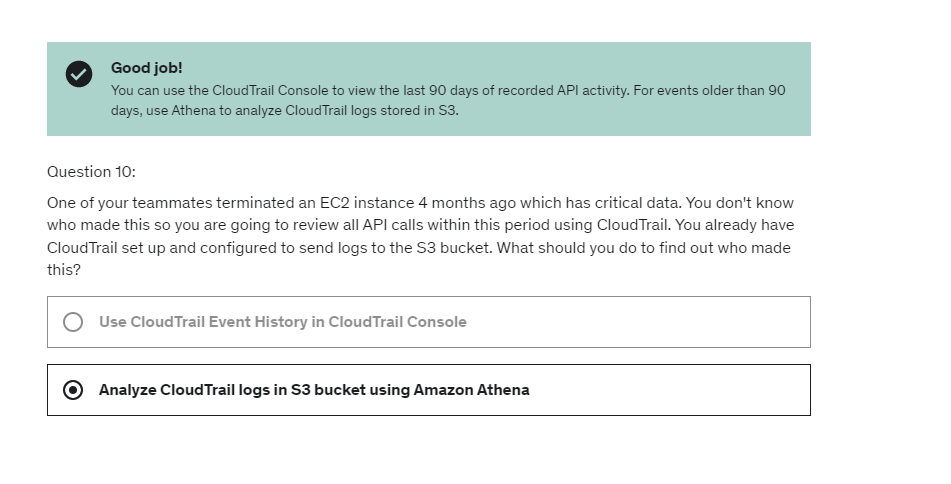 Good job!
You can use the CloudTrail Console to view the last 90 days of recorded API activity. For events older than 90
days, use Athena to analyze CloudTrail logs stored in S3.
Question 10:
One of your teammates terminated an EC2 instance 4 months ago which has critical data. You don't know
who made this so you are going to review all API calls within this period using CloudTrail. You already have
CloudTrail set up and configured to send logs to the S3 bucket. What should you do to find out who made
this?
Use CloudTrail Event History in CloudTrail Console
Analyze CloudTrail logs in S3 bucket using Amazon Athena